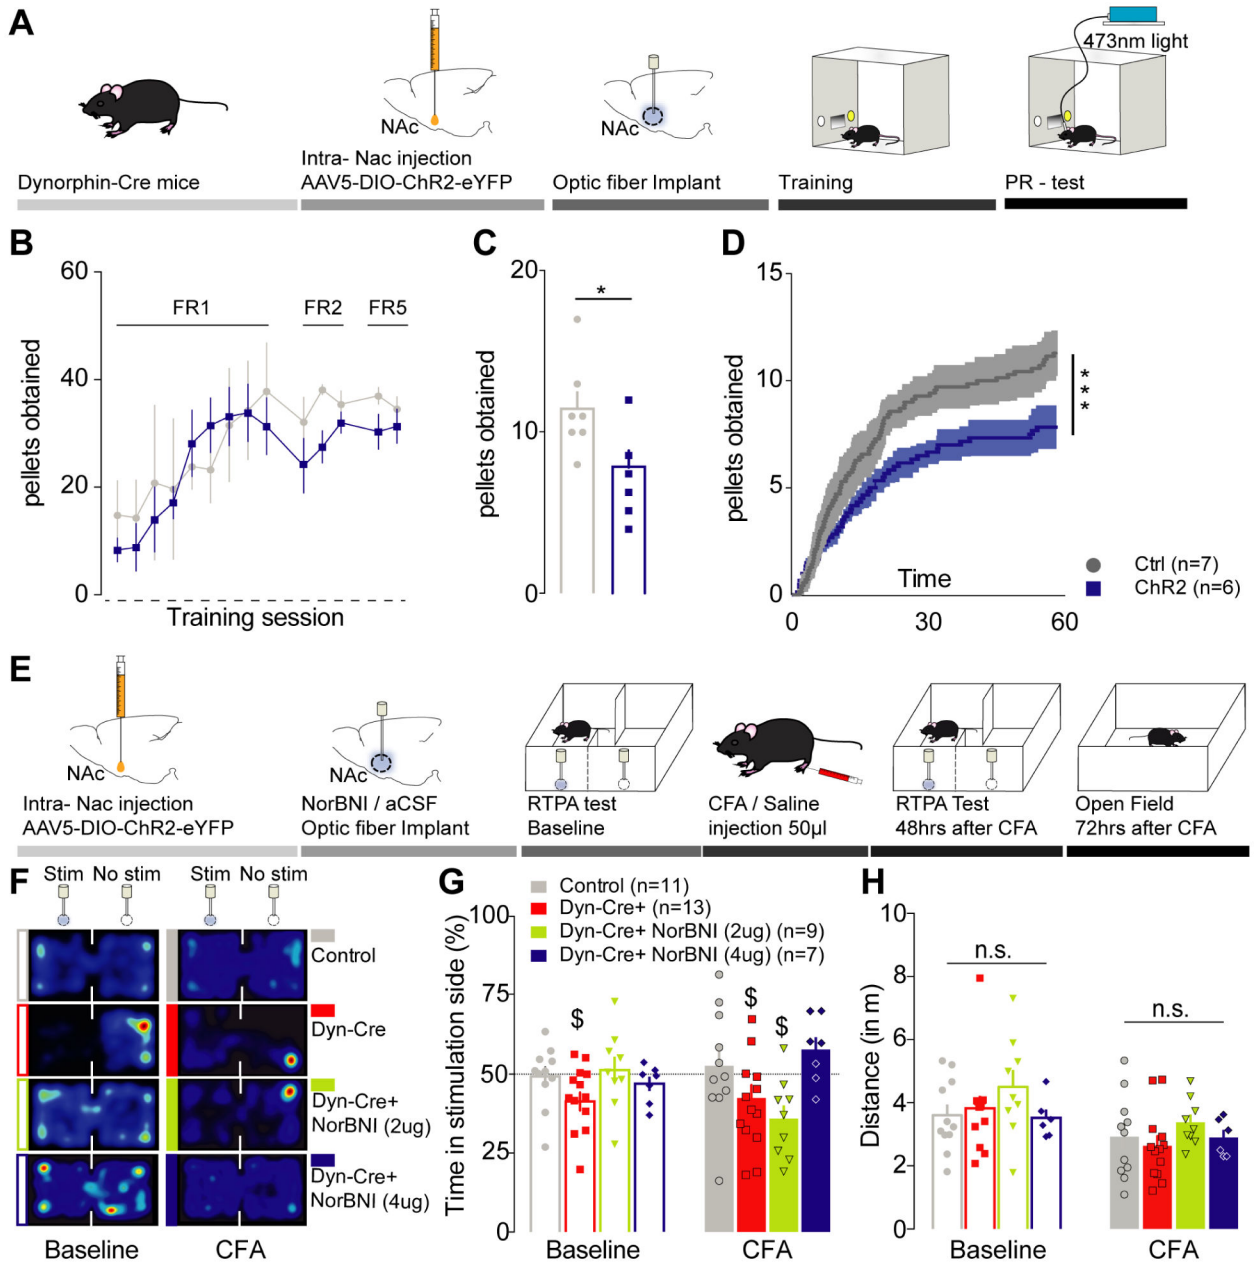 A
473nm light
NAc
NAc
Dynorphin-Cre mice
Intra- Nac injection
AAV5-DIO-ChR2-eYFP
Optic fiber Implant
Training
PR - test
B
60
40
20
0
pellets obtained
FR1
FR2
FR5
Training session
C
20
10
0
pellets obtained
*
D
15
10
5
0
pellets obtained
Time
0
30
60
***
Ctrl (n=7)
ChR2 (n=6)
E
NAc
NAc
Intra- Nac injection
AAV5-DIO-ChR2-eYFP
NorBNI / aCSF
Optic fiber Implant
RTPA test
Baseline
CFA / Saline
injection 50µl
RTPA Test
48hrs after CFA
Open Field
72hrs after CFA
F
Stim
No stim
Stim
No stim
Control
Dyn-Cre
Dyn-Cre+
NorBNI (2ug)
Dyn-Cre+
NorBNI (4ug)
Baseline
CFA
G
Control (n=11)
Dyn-Cre+ (n=13)
Dyn-Cre+ NorBNI (2ug) (n=9)
Dyn-Cre+ NorBNI (4ug) (n=7)
Time in stimulation side (%)
100
75
50
25
0
$
$
$
Baseline
CFA
H
Distance (in m)
10
8
6
4
2
0
n.s.
n.s.
Baseline
CFA